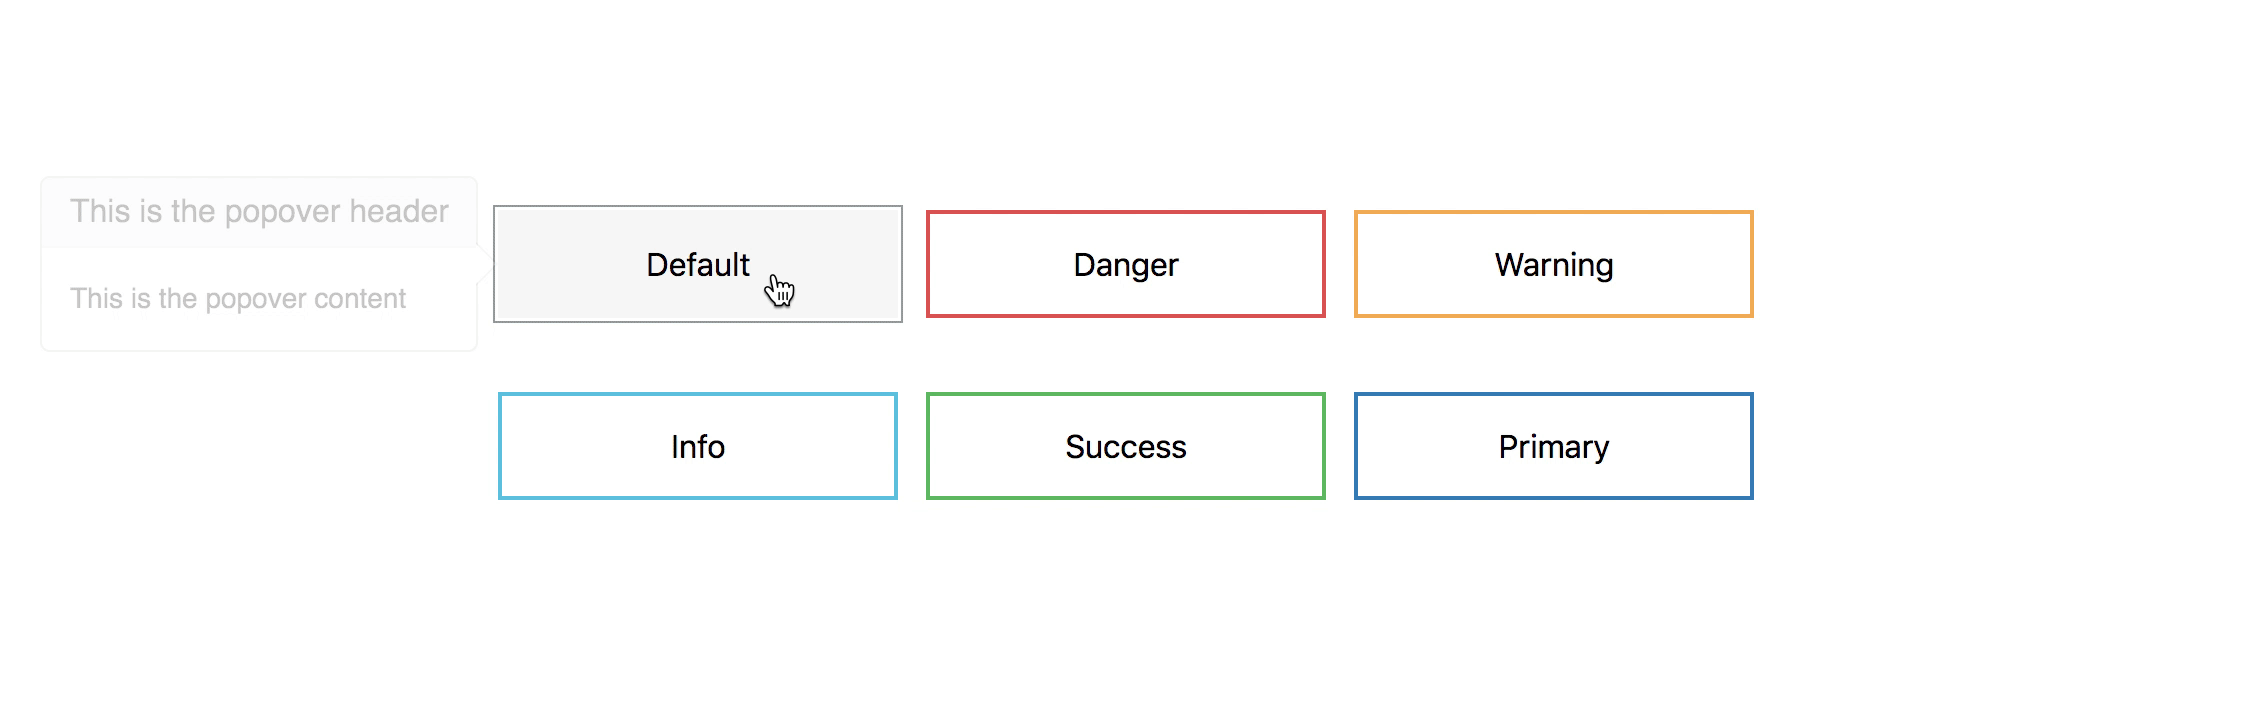 This is the popover header
This is the popover content
Default
Danger
Warning
Info
Success
Primary